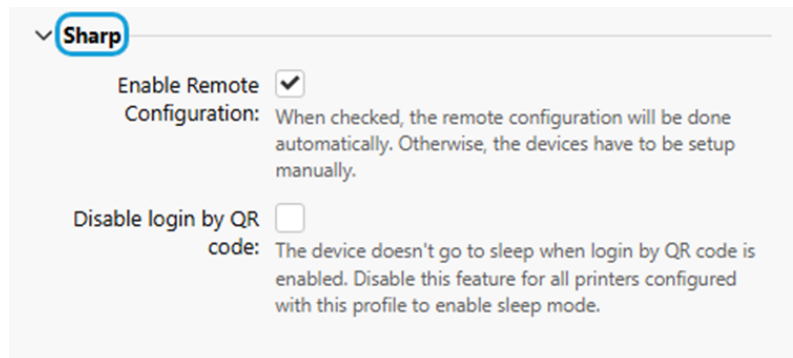 Sharp
Enable Remote
Configuration:
When checked, the remote configuration will be done
automatically. Otherwise, the devices have to be setup
manually.
Disable login by QR
code:
The device doesn't go to sleep when login by QR code is
enabled. Disable this feature for all printers configured
with this profile to enable sleep mode.